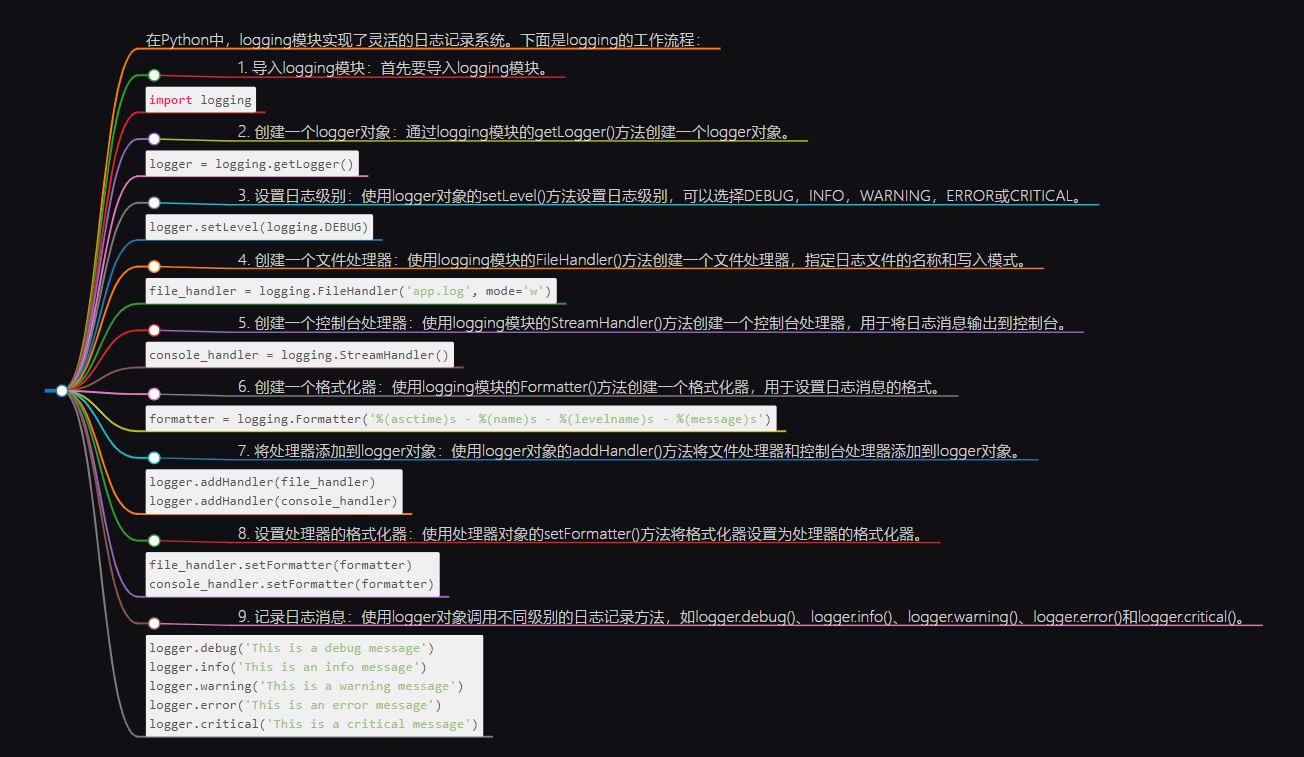 在Python中，logging模块实现了灵活的日志记录系统。下面是logging的工作流程：
1. 导入logging模块：首先要导入logging模块。
import logging
2. 创建一个logger对象：通过logging模块的getLogger()方法创建一个logger对象。
logger = logging.getLogger()
3. 设置日志级别：使用logger对象的setLevel()方法设置日志级别，可以选择DEBUG，INFO，WARNING，ERROR或CRITICAL。
logger.setLevel(logging.DEBUG)
4. 创建一个文件处理器：使用logging模块的FileHandler()方法创建一个文件处理器，指定日志文件的名称和写入模式。
file_handler = logging.FileHandler('app.log', mode='w')
5. 创建一个控制台处理器：使用logging模块的StreamHandler()方法创建一个控制台处理器，用于将日志消息输出到控制台。
console_handler = logging.StreamHandler()
6. 创建一个格式化器：使用logging模块的Formatter()方法创建一个格式化器，用于设置日志消息的格式。
formatter = logging.Formatter('%(asctime)s - %(name)s - %(levelname)s - %(message)s')
7. 将处理器添加到logger对象：使用logger对象的addHandler()方法将文件处理器和控制台处理器添加到logger对象。
logger.addHandler(file_handler)
logger.addHandler(console_handler)
8. 设置处理器的格式化器：使用处理器对象的setFormatter()方法将格式化器设置为处理器的格式化器。
file_handler.setFormatter(formatter)
console_handler.setFormatter(formatter)
9. 记录日志消息：使用logger对象调用不同级别的日志记录方法，如logger.debug()、logger.info()、logger.warning()、logger.error()和logger.critical()。
logger.debug('This is a debug message')
logger.info('This is an info message')
logger.warning('This is a warning message')
logger.error('This is an error message')
logger.critical('This is a critical message')